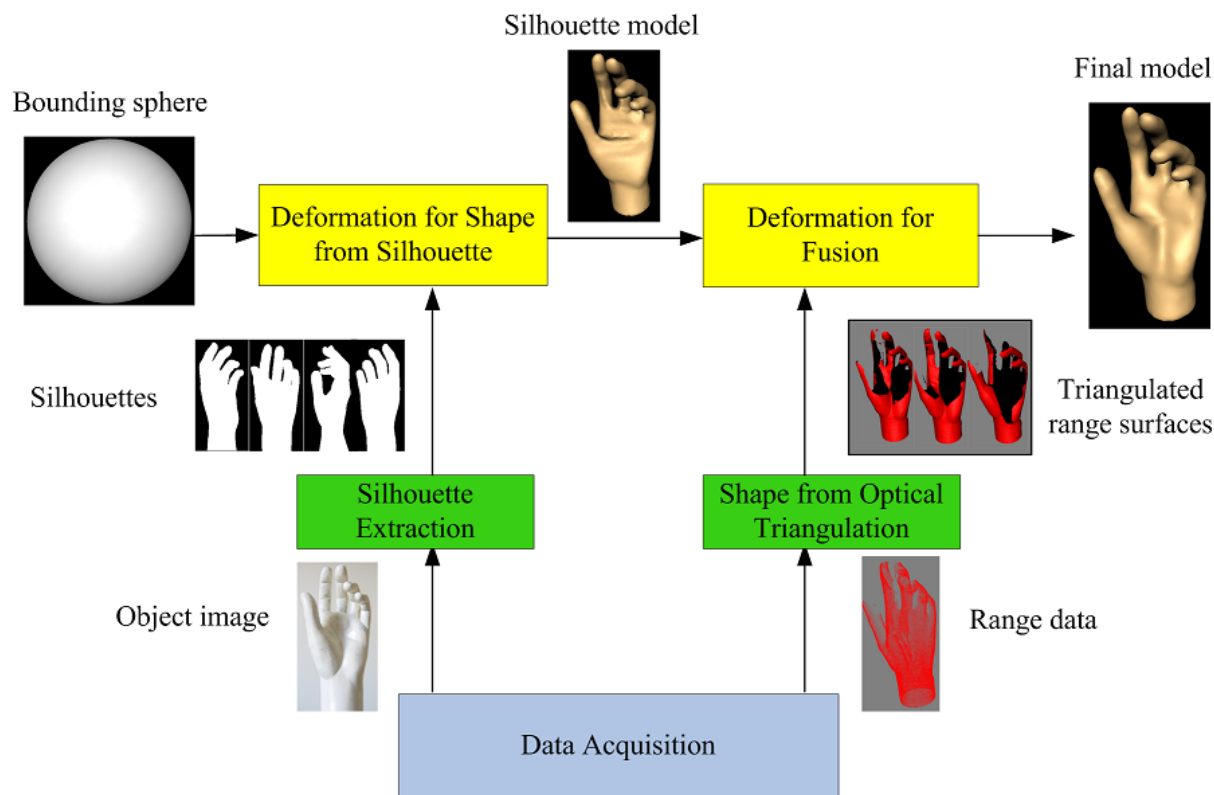 Silhouette model
Final model
Bounding sphere
Deformation for Shape
from Silhouette
Deformation for
Fusion
Silhouettes
Triangulated
range surfaces
Silhouette
Extraction
Shape from Optical
Triangulation
Object image
Range data
Data Acquisition